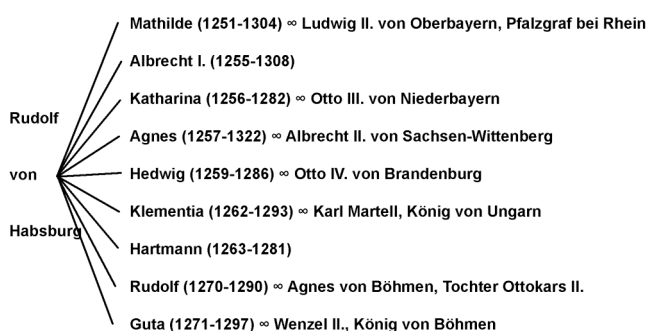 Mathilde (1251-1304) ∞ Ludwig II. von Oberbayern, Pfalzgraf bei Rhein
Albrecht I. (1255-1308)
Katharina (1256-1282) ∞ Otto III. von Niederbayern
Rudolf
Agnes (1257-1322) ∞ Albrecht II. von Sachsen-Wittenberg
von
Hedwig (1259-1286) ∞ Otto IV. von Brandenburg
Klementia (1262-1293) ∞ Karl Martell, König von Ungarn
Habsburg
Hartmann (1263-1281)
Rudolf (1270-1290) ∞ Agnes von Böhmen, Tochter Ottokars II.
Guta (1271-1297) ∞ Wenzel II., König von Böhmen